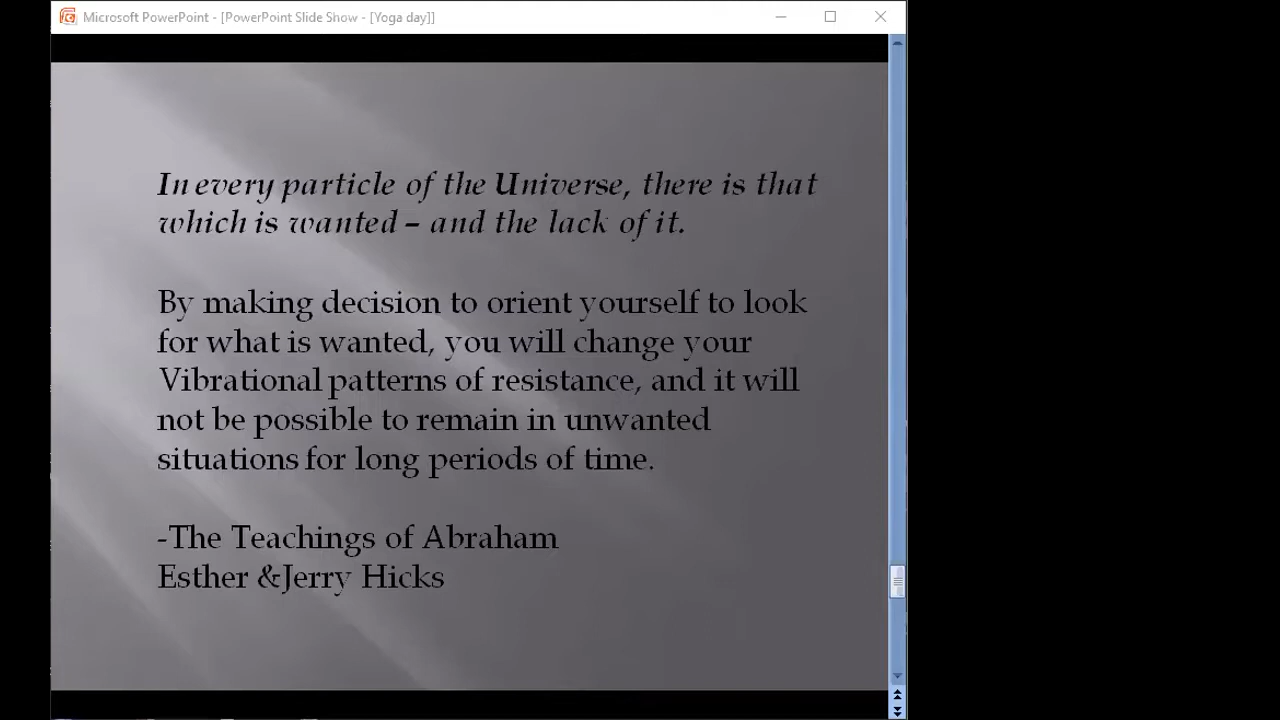 Microsoft PowerPoint - [PowerPoint Slide Show - [Yoga day]]
In every particle of the Universe, there is that
which is wanted – and the lack of it.
By making decision to orient yourself to look
for what is wanted, you will change your
Vibrational patterns of resistance, and it will
not be possible to remain in unwanted
situations for long periods of time.
-The Teachings of Abraham
Esther &Jerry Hicks